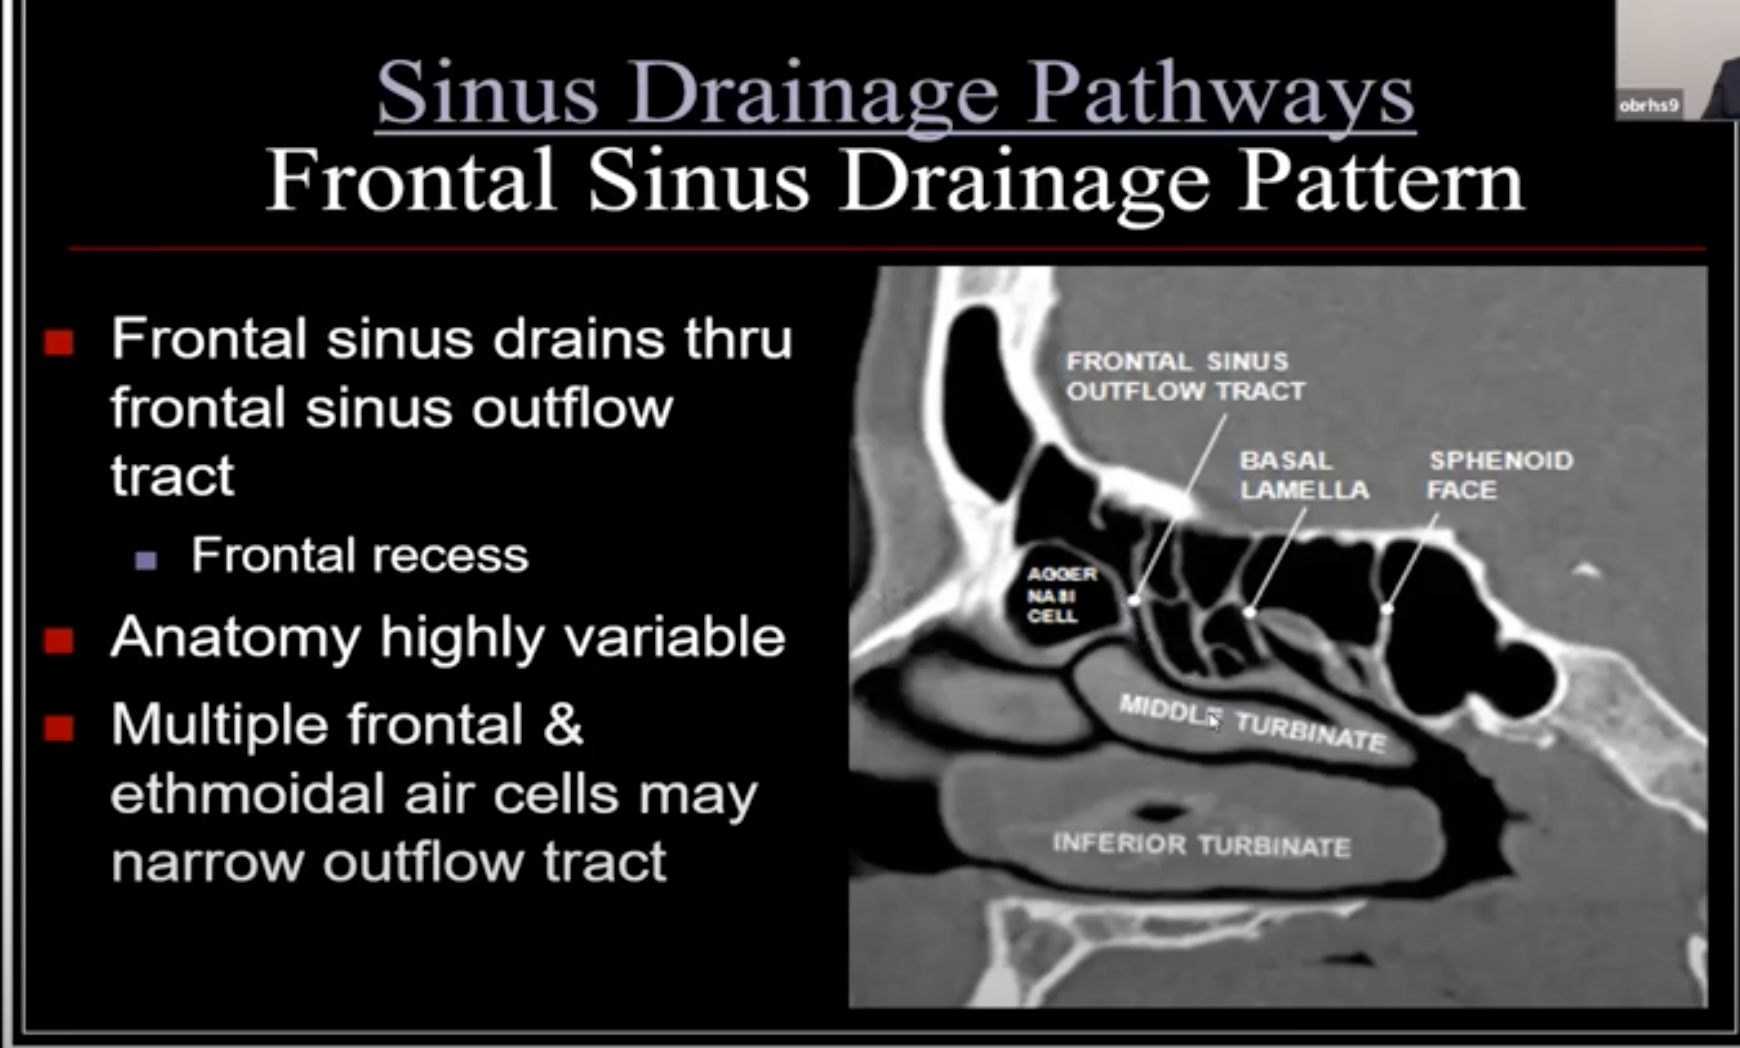 Sinus Drainage Pathways
Frontal Sinus Drainage Pattern
obrhs9
Frontal sinus drains thru
frontal sinus outflow
tract
Frontal recess
Anatomy highly variable
Multiple frontal &
ethmoidal air cells may
narrow outflow tract
FRONTAL SINUS
OUTFLOW TRACT
BASAL
LAMELLA
SPHENOID
FACE
AGGER
NASI
CELL
MIDDLE TURBINATE
INFERIOR TURBINATE